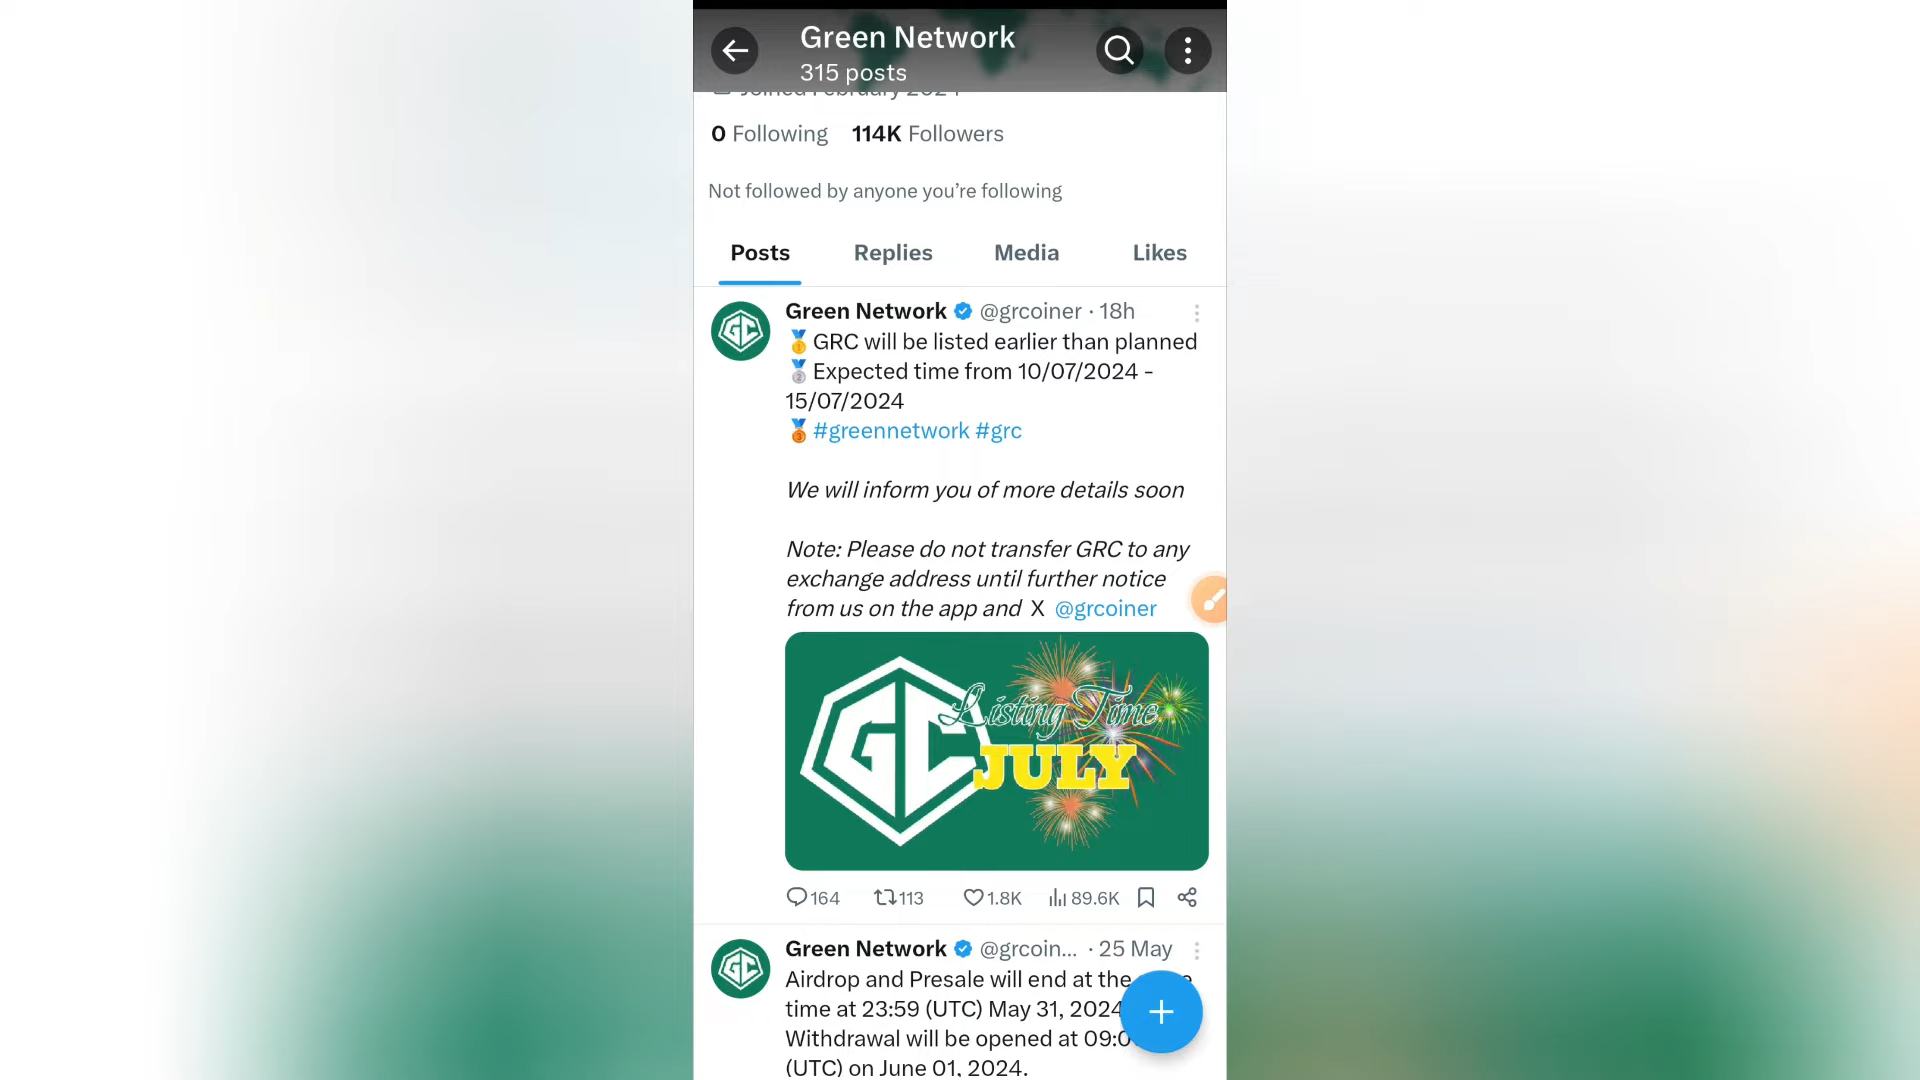 Green Network
315 posts
Joined February 2024
0 Following 114K Followers
Not followed by anyone you’re following
Posts Replies Media Likes
Green Network @grcoiner · 18h
🥇GRC will be listed earlier than planned
🥈Expected time from 10/07/2024 -
15/07/2024
🥉#greennetwork #grc
We will inform you of more details soon
Note: Please do not transfer GRC to any
exchange address until further notice
from us on the app and X @grcoiner
GC
Listing Time
JULY
164 113 1.8K 89.6K
Green Network @grcoin... · 25 May
Airdrop and Presale will end at the
time at 23:59 (UTC) May 31, 2024
Withdrawal will be opened at 09:0
(UTC) on June 01, 2024.